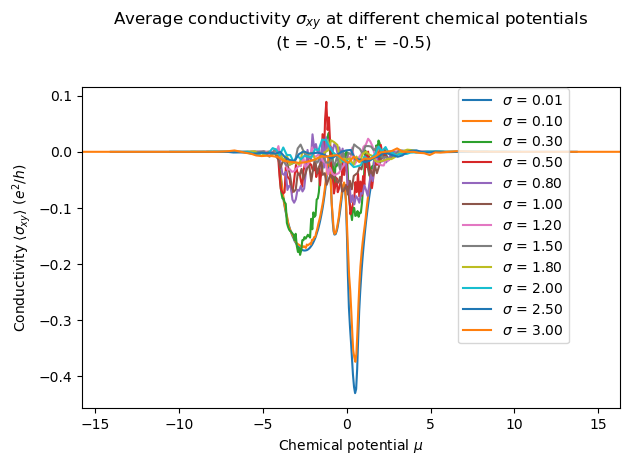 Average conductivity σxy at different chemical potentials
(t = -0.5, t' = -0.5)
0.1
0.0
−0.1
−0.2
−0.3
−0.4
Conductivity ⟨σxy⟩ (e²/h)
−15
−10
−5
0
5
10
15
Chemical potential μ
σ = 0.01
σ = 0.10
σ = 0.30
σ = 0.50
σ = 0.80
σ = 1.00
σ = 1.20
σ = 1.50
σ = 1.80
σ = 2.00
σ = 2.50
σ = 3.00